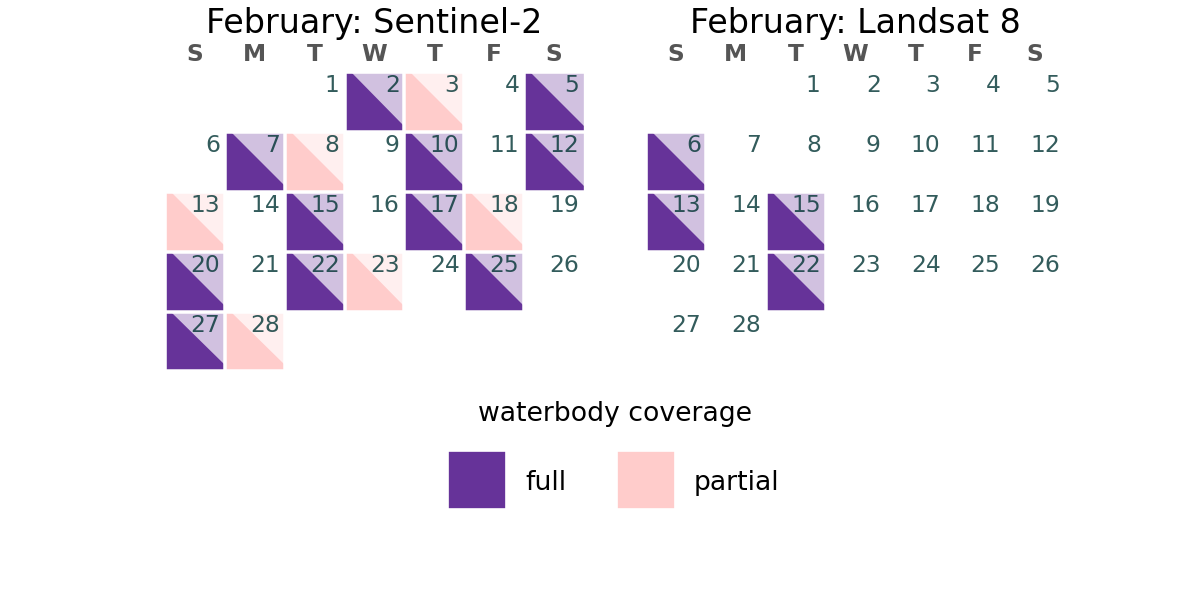 February: Sentinel-2
S M T W T F S
1 2 3 4 5
6 7 8 9 10 11 12
13 14 15 16 17 18 19
20 21 22 23 24 25 26
27 28
February: Landsat 8
S M T W T F S
1 2 3 4 5
6 7 8 9 10 11 12
13 14 15 16 17 18 19
20 21 22 23 24 25 26
27 28
waterbody coverage
full
partial